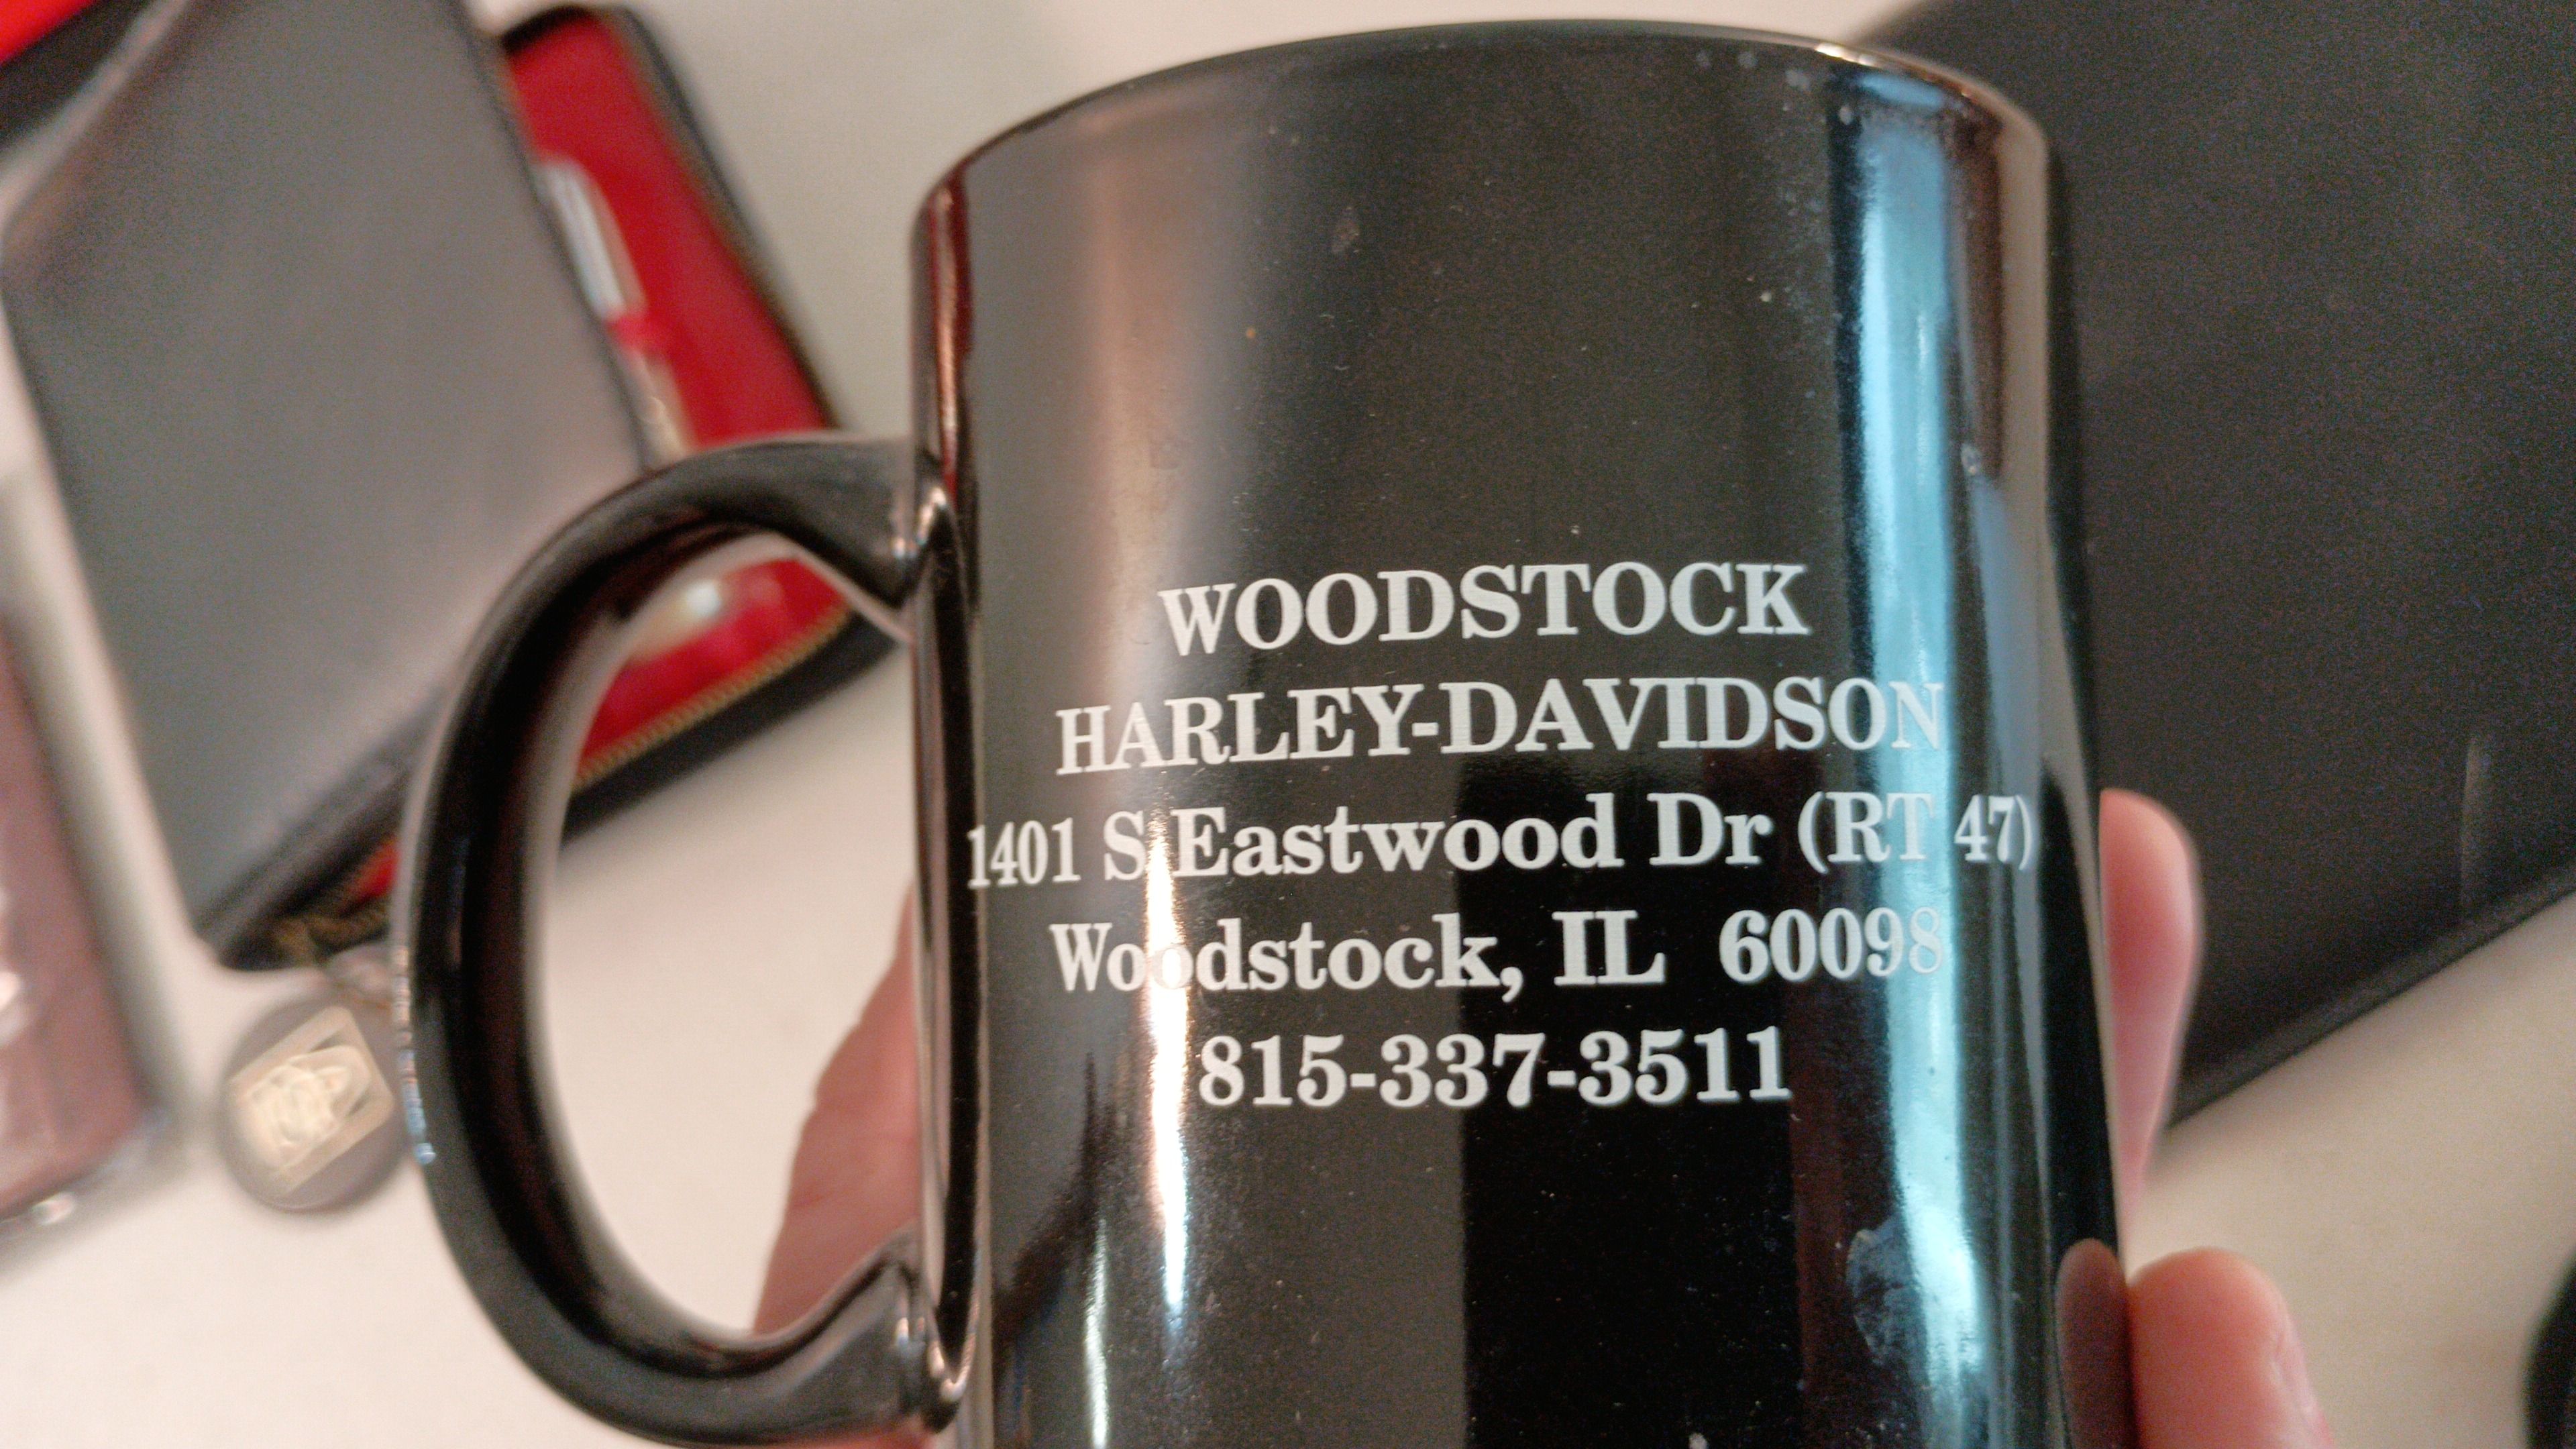 WOODSTOCK
HARLEY-DAVIDSON
1401 S Eastwood Dr (RT 47)
Woodstock, IL  60098
815-337-3511